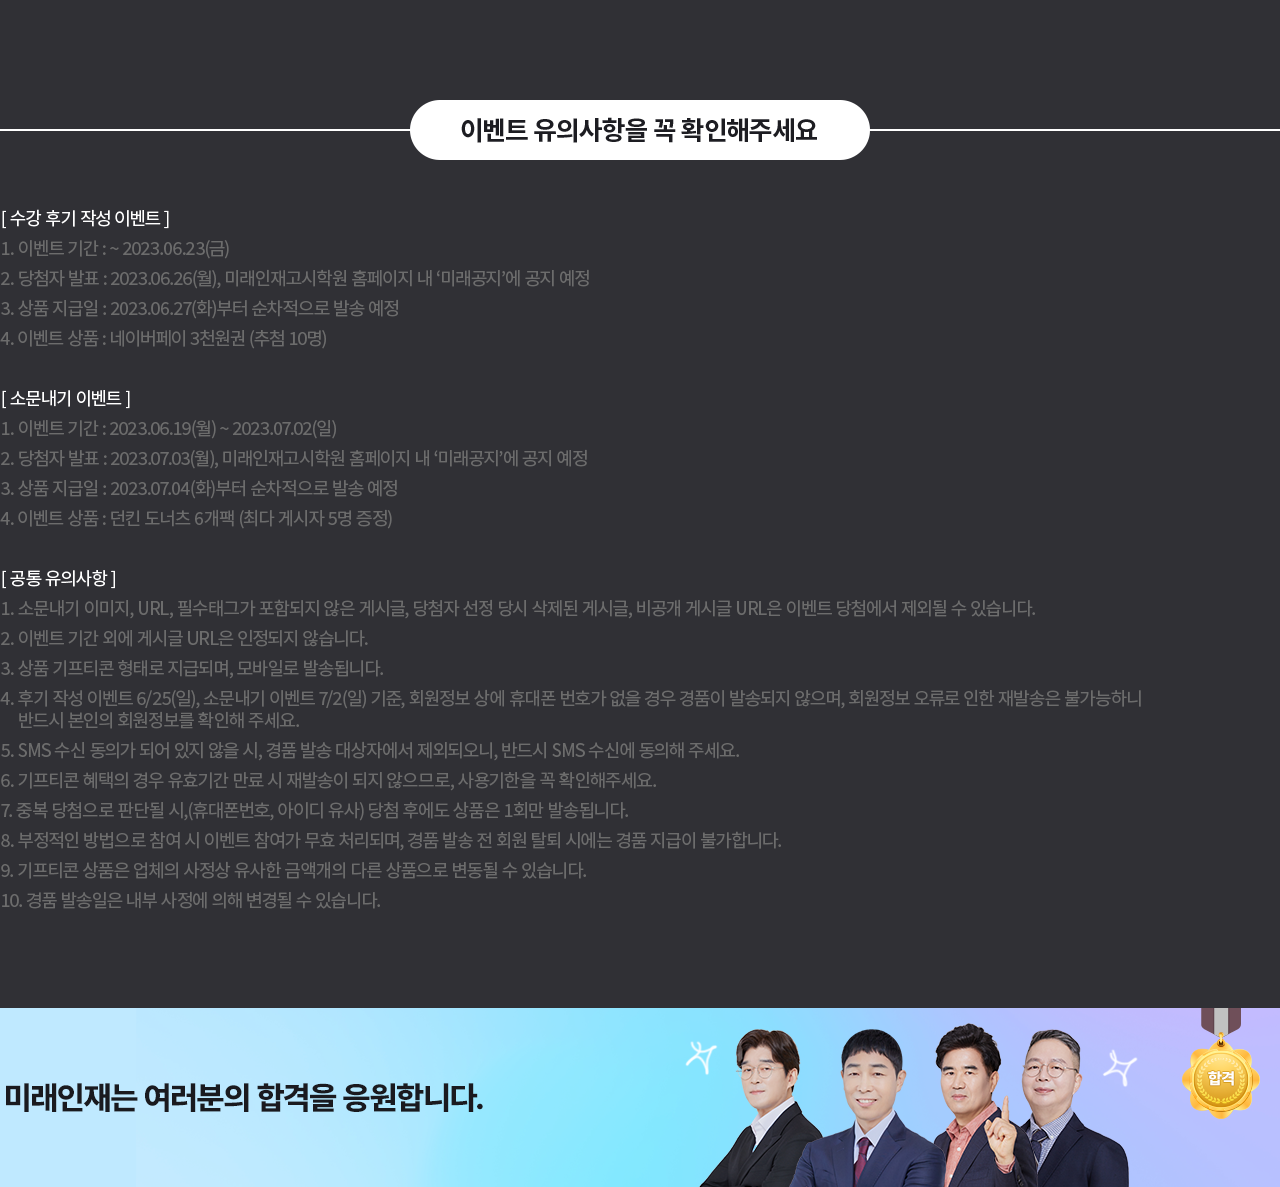 이벤트 유의사항을 꼭 확인해주세요
[ 수강 후기 작성 이벤트 ]
1. 이벤트 기간 : ~ 2023.06.23(금)
2. 당첨자 발표 : 2023.06.26(월), 미래인재고시학원 홈페이지 내 ‘미래공지’에 공지 예정
3. 상품 지급일 : 2023.06.27(화)부터 순차적으로 발송 예정
4. 이벤트 상품 : 네이버페이 3천원권 (추첨 10명)
[ 소문내기 이벤트 ]
1. 이벤트 기간 : 2023.06.19(월) ~ 2023.07.02(일)
2. 당첨자 발표 : 2023.07.03(월), 미래인재고시학원 홈페이지 내 ‘미래공지’에 공지 예정
3. 상품 지급일 : 2023.07.04(화)부터 순차적으로 발송 예정
4. 이벤트 상품 : 던킨 도너츠 6개팩 (최다 게시자 5명 증정)
[ 공통 유의사항 ]
1. 소문내기 이미지, URL, 필수태그가 포함되지 않은 게시글, 당첨자 선정 당시 삭제된 게시글, 비공개 게시글 URL은 이벤트 당첨에서 제외될 수 있습니다.
2. 이벤트 기간 외에 게시글 URL은 인정되지 않습니다.
3. 상품 기프티콘 형태로 지급되며, 모바일로 발송됩니다.
4. 후기 작성 이벤트 6/25(일), 소문내기 이벤트 7/2(일) 기준, 회원정보 상에 휴대폰 번호가 없을 경우 경품이 발송되지 않으며, 회원정보 오류로 인한 재발송은 불가능하니
반드시 본인의 회원정보를 확인해 주세요.
5. SMS 수신 동의가 되어 있지 않을 시, 경품 발송 대상자에서 제외되오니, 반드시 SMS 수신에 동의해 주세요.
6. 기프티콘 혜택의 경우 유효기간 만료 시 재발송이 되지 않으므로, 사용기한을 꼭 확인해주세요.
7. 중복 당첨으로 판단될 시,(휴대폰번호, 아이디 유사) 당첨 후에도 상품은 1회만 발송됩니다.
8. 부정적인 방법으로 참여 시 이벤트 참여가 무효 처리되며, 경품 발송 전 회원 탈퇴 시에는 경품 지급이 불가합니다.
9. 기프티콘 상품은 업체의 사정상 유사한 금액개의 다른 상품으로 변동될 수 있습니다.
10. 경품 발송일은 내부 사정에 의해 변경될 수 있습니다.
미래인재는 여러분의 합격을 응원합니다.
합격